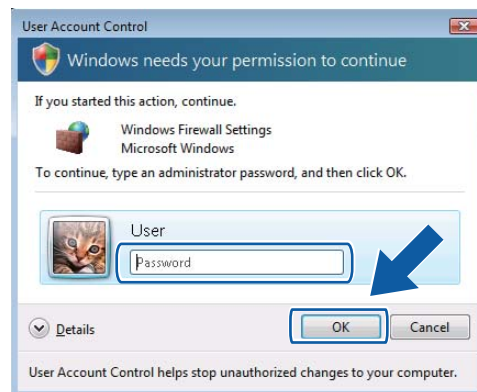 User Account Control
Windows needs your permission to continue
If you started this action, continue.
Windows Firewall Settings
Microsoft Windows
To continue, type an administrator password, and then click OK.
User
Password
Details
OK
Cancel
User Account Control helps stop unauthorized changes to your computer.